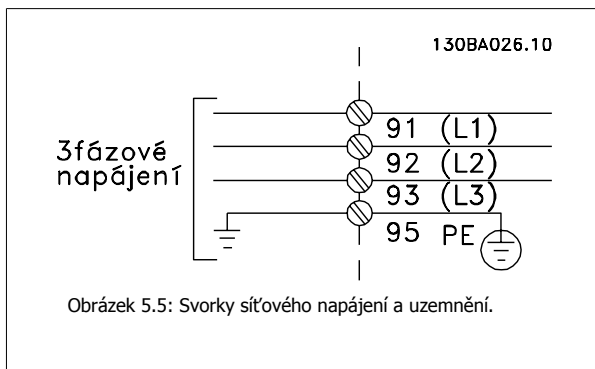 130BA026.10
3fázové
napájení
91 (L1)
92 (L2)
93 (L3)
95 PE
Obrázek 5.5: Svorky síťového napájení a uzemnění.